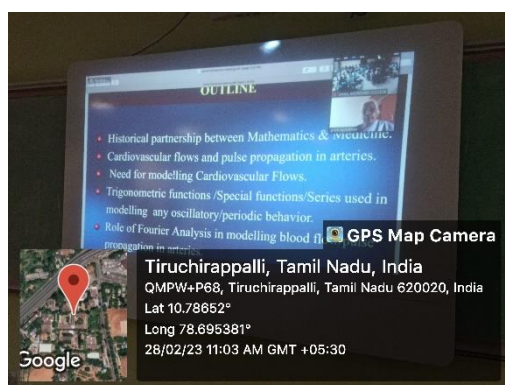 OUTLINE
Historical partnership between Mathematics & Medicine.
Cardiovascular flows and pulse propagation in arteries.
Need for modelling Cardiovascular Flows.
Trigonometric functions /Special functions/Series used in
modelling any oscillatory/periodic behavior.
Role of Fourier Analysis in modelling blood flow/pulse
propagation in arteries.
GPS Map Camera
Tiruchirappalli, Tamil Nadu, India
QMPW+P68, Tiruchirappalli, Tamil Nadu 620020, India
Lat 10.78652°
Long 78.695381°
28/02/23 11:03 AM GMT +05:30
Google